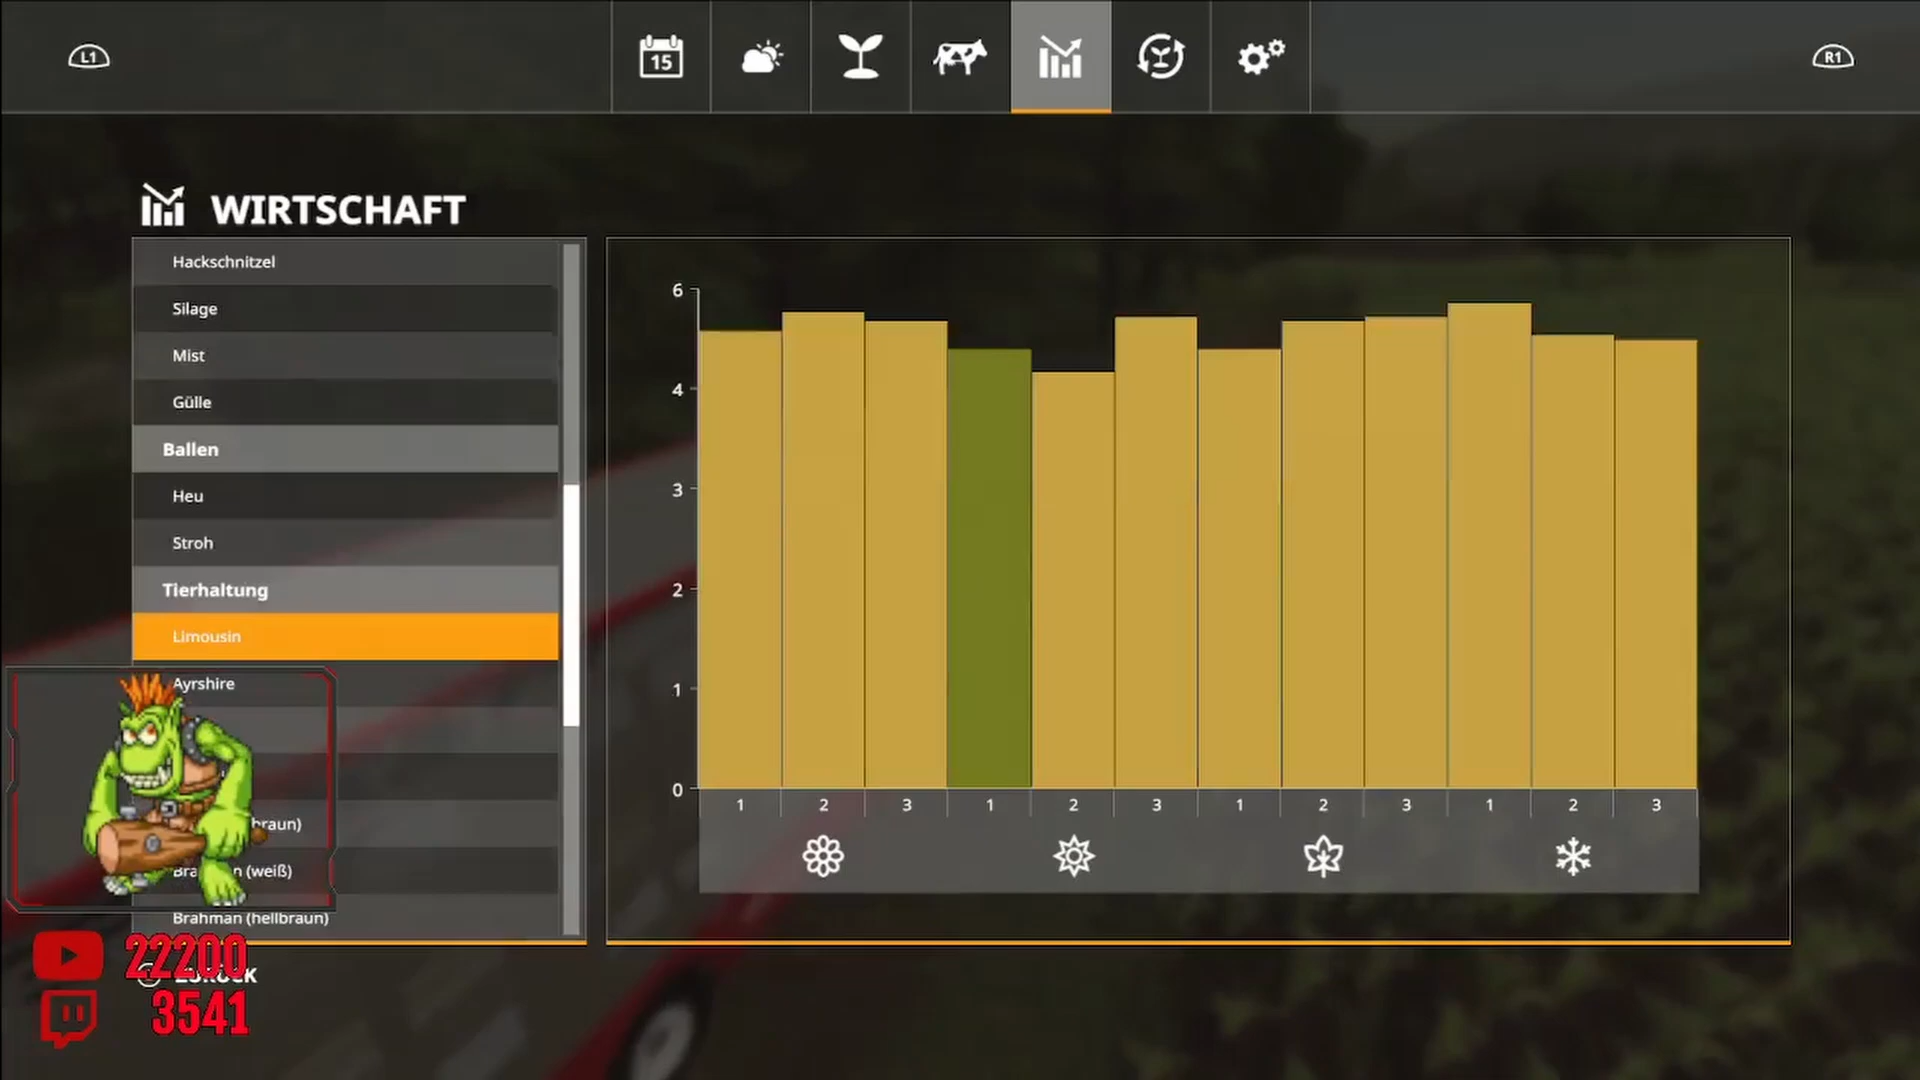 L1
15
R1
WIRTSCHAFT
Hackschnitzel
Silage
Mist
Gülle
Ballen
Heu
Stroh
Tierhaltung
Limousin
Ayrshire
braun)
(weiß)
Brahman (hellbraun)
6
4
3
2
1
0
1 2 3 1 2 3 1 2 3 1 2 3
22200
3541